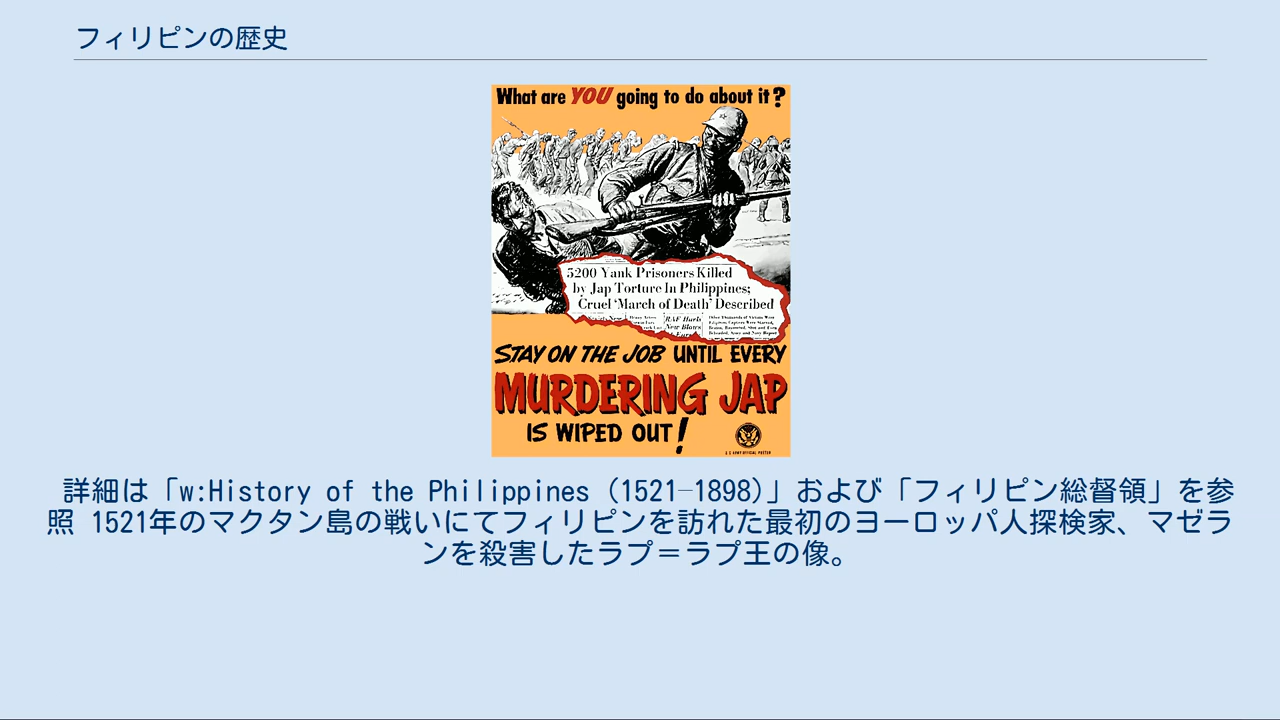 フィリピンの歴史
What are YOU going to do about it?
5200 Yank Prisoners Killed
by Jap Torture In Philippines;
Cruel 'March of Death' Described
STAY ON THE JOB UNTIL EVERY
MURDERING JAP
IS WIPED OUT!
詳細は「w:History of the Philippines (1521–1898)」および「フィリピン総督領」を参
照 1521年のマクタン島の戦いにてフィリピンを訪れた最初のヨーロッパ人探検家、マゼラ
ンを殺害したラプ＝ラプ王の像。